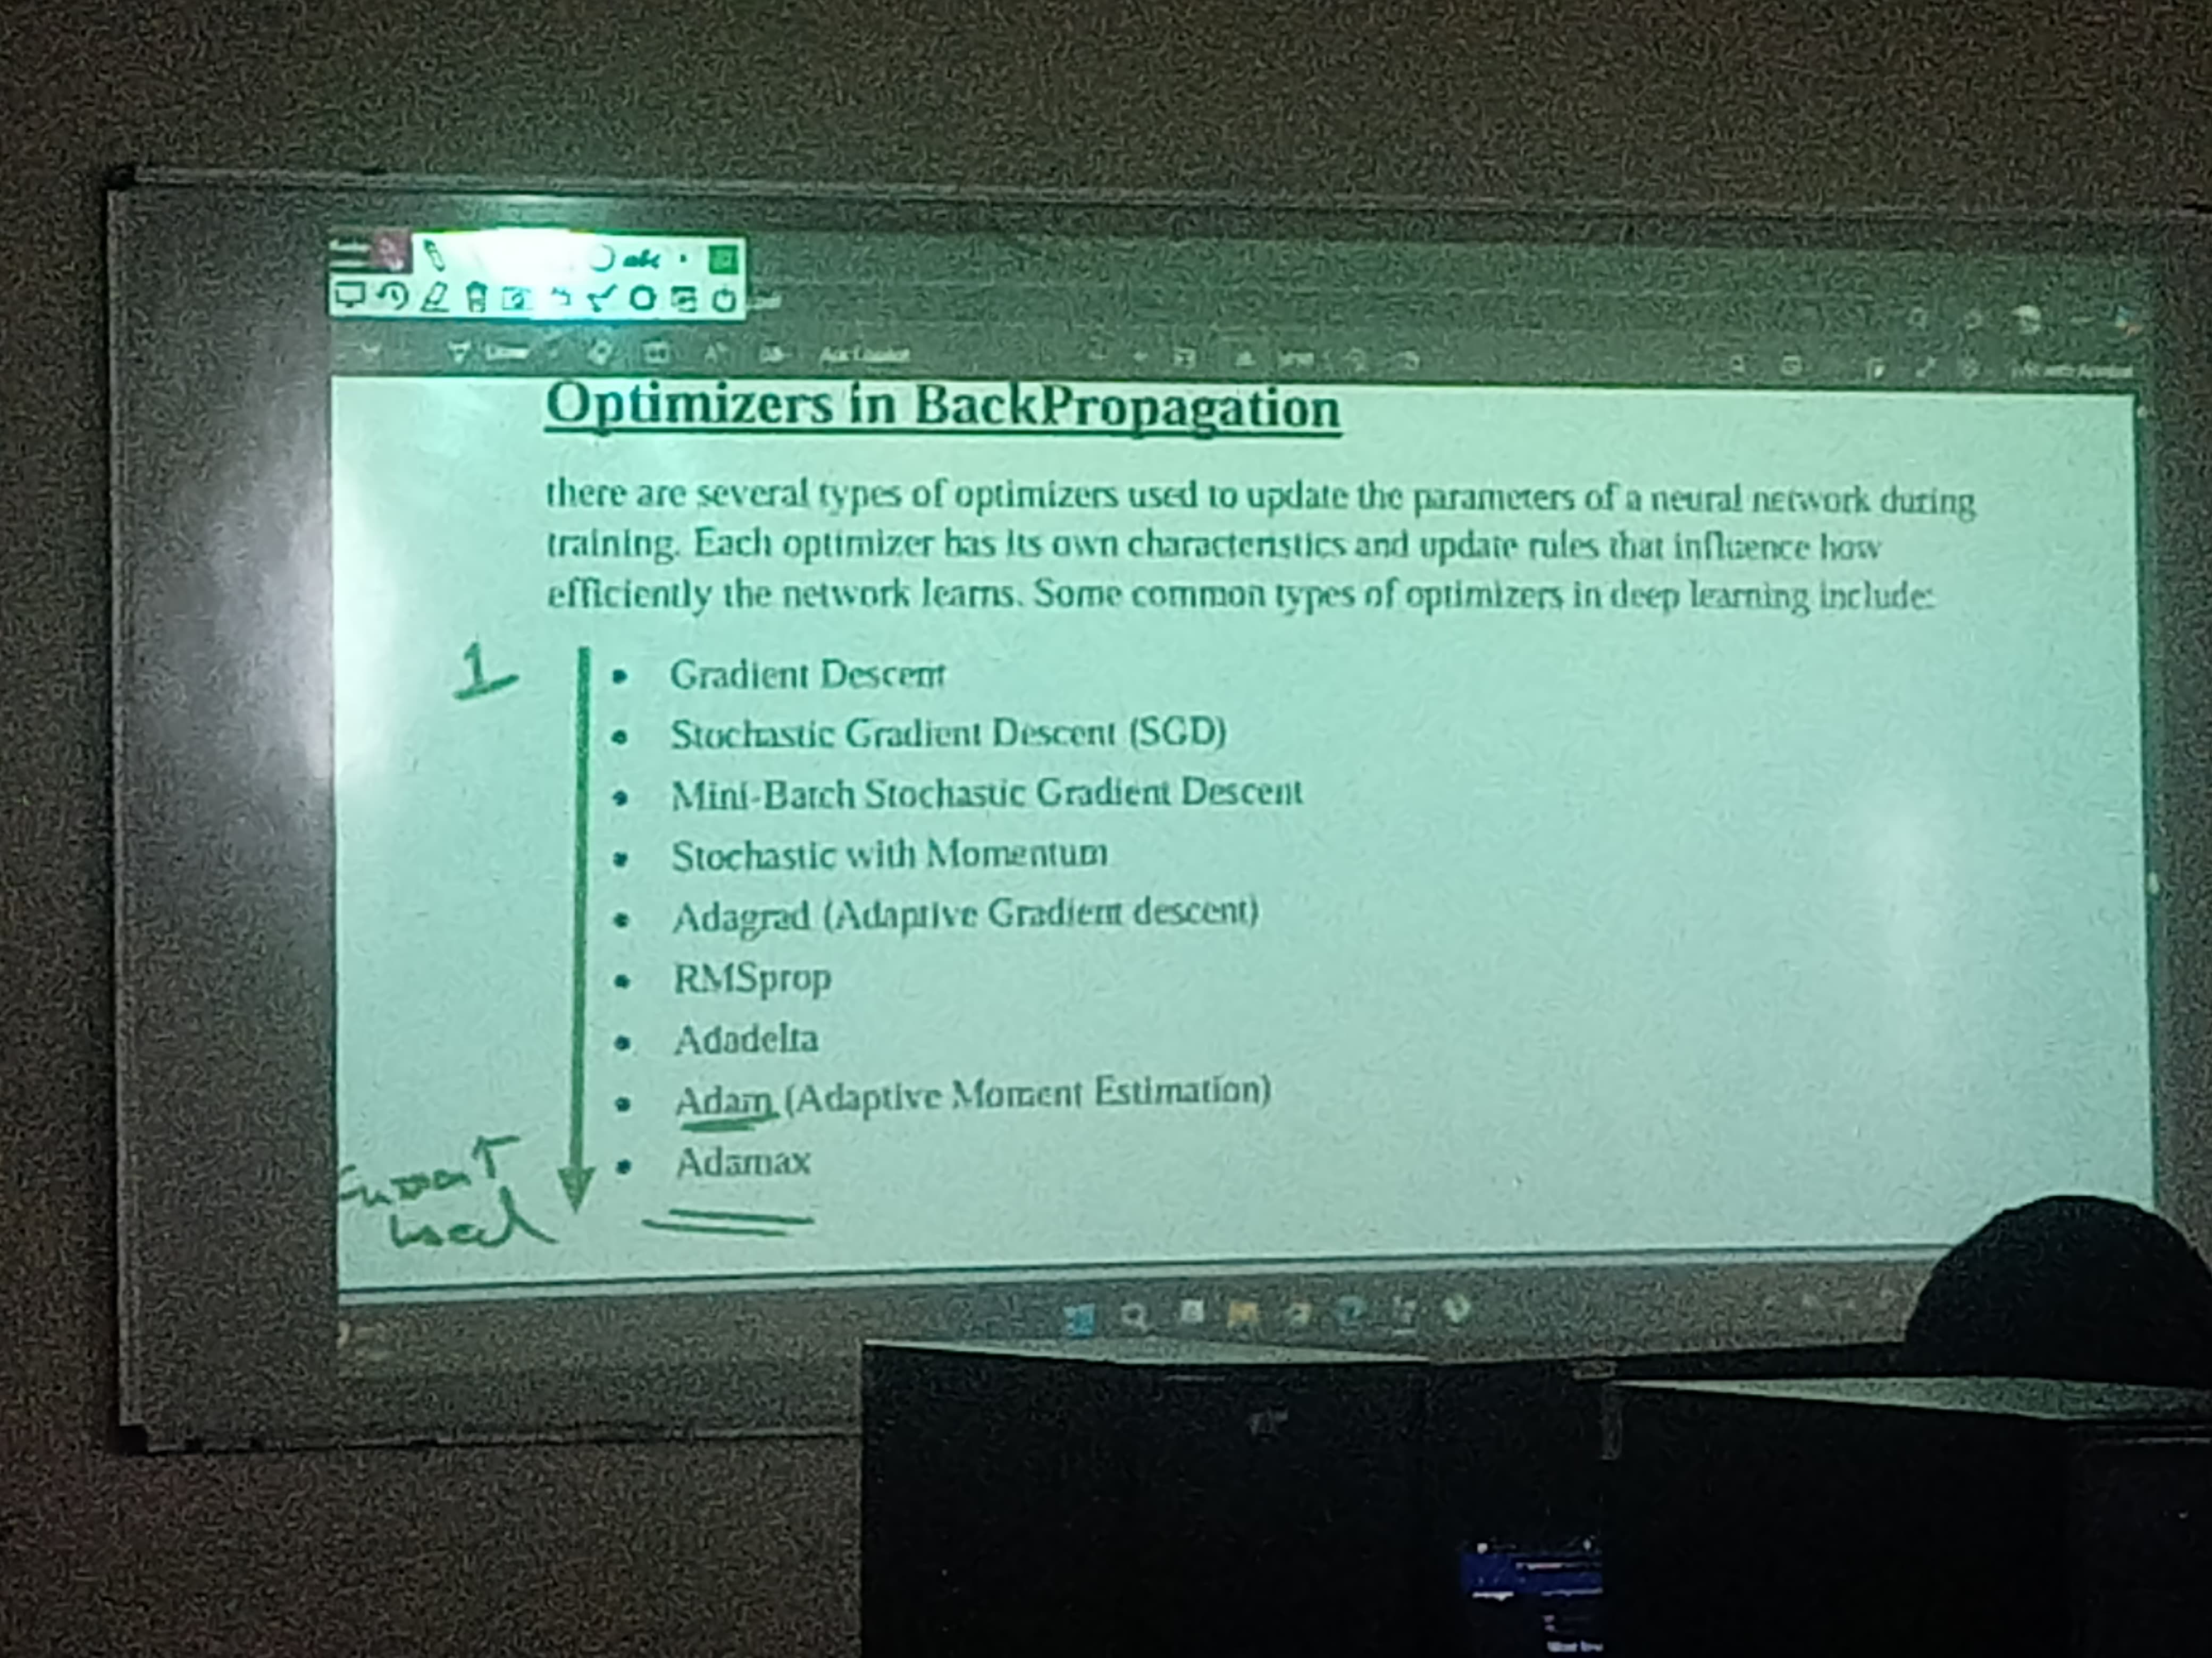 abc
Ask Copilot
Optimizers in BackPropagation
there are several types of optimizers used to update the parameters of a neural network during
training. Each optimizer has its own characteristics and update rules that influence how
efficiently the network learns. Some common types of optimizers in deep learning include:
1
• Gradient Descent
• Stochastic Gradient Descent (SGD)
• Mini-Batch Stochastic Gradient Descent
• Stochastic with Momentum
• Adagrad (Adaptive Gradient descent)
• RMSprop
• Adadelta
• Adam (Adaptive Moment Estimation)
• Adamax
used